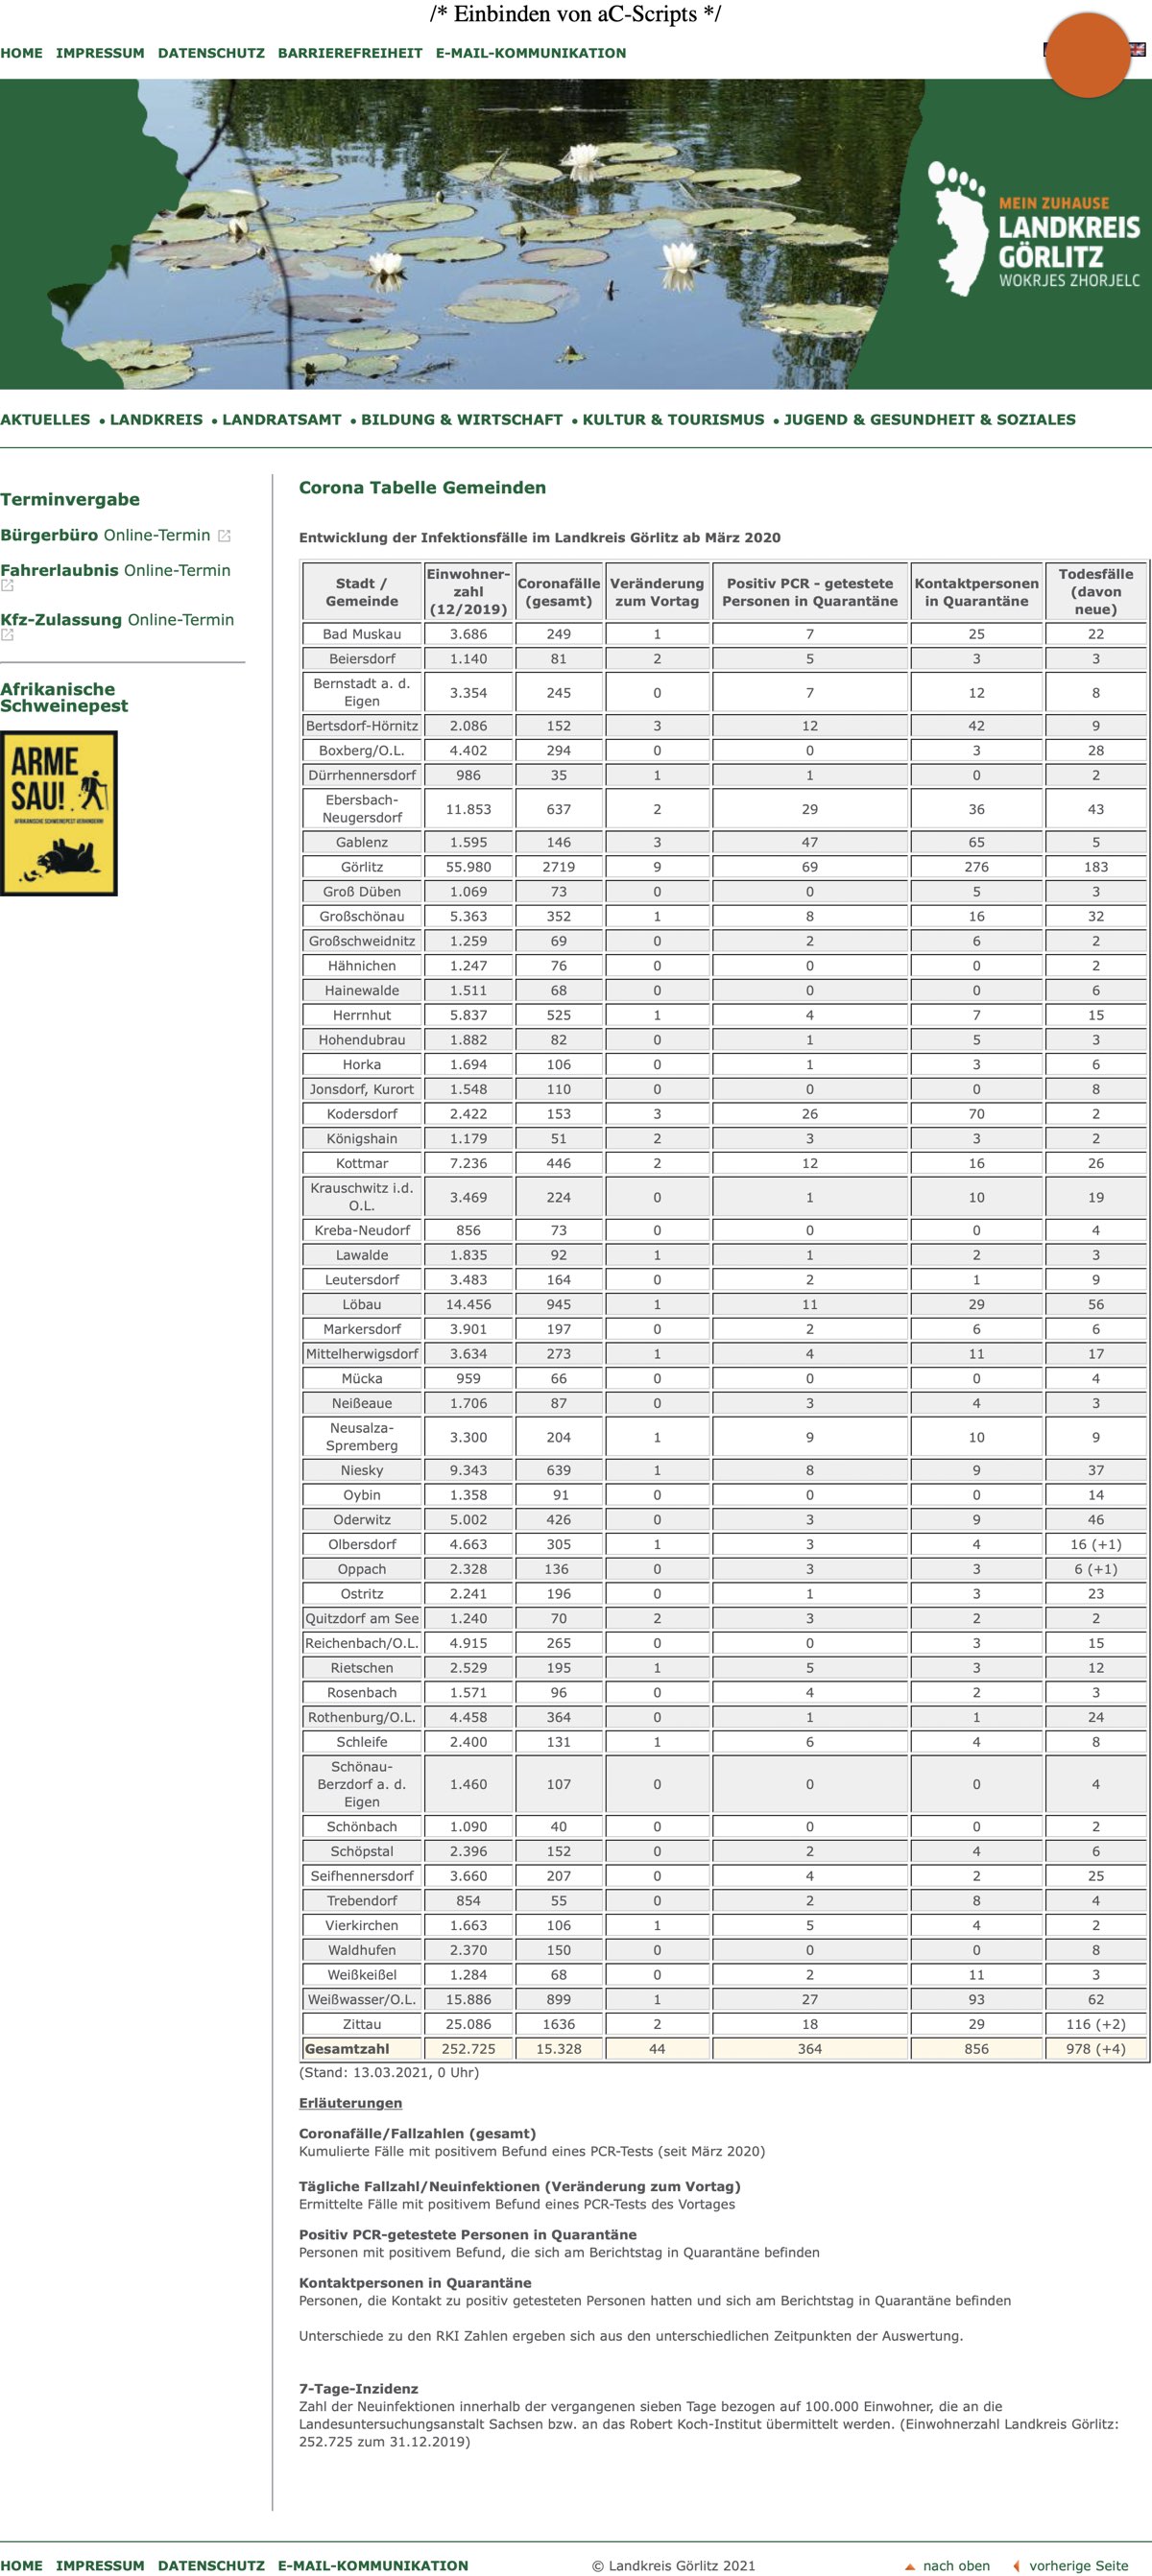 /* Einbinden von aC-Scripts */
HOME IMPRESSUM DATENSCHUTZ BARRIEREFREIHEIT E-MAIL-KOMMUNIKATION
MEIN ZUHAUSE
LANDKREIS
GÖRLITZ
WOKRJES ZHORJELC
AKTUELLES • LANDKREIS • LANDRATSAMT • BILDUNG & WIRTSCHAFT • KULTUR & TOURISMUS • JUGEND & GESUNDHEIT & SOZIALES
Terminvergabe
Bürgerbüro Online-Termin
Fahrerlaubnis Online-Termin
Kfz-Zulassung Online-Termin
Afrikanische
Schweinepest
ARME
SAU!
AFRIKANISCHE SCHWEINEPEST VERHINDERN!
Corona Tabelle Gemeinden
Entwicklung der Infektionsfälle im Landkreis Görlitz ab März 2020
Stadt / Gemeinde Einwohner-zahl (12/2019) Coronafälle (gesamt) Veränderung zum Vortag Positiv PCR - getestete Personen in Quarantäne Kontaktpersonen in Quarantäne Todesfälle (davon neue)
Bad Muskau 3.686 249 1 7 25 22
Beiersdorf 1.140 81 2 5 3 3
Bernstadt a. d. Eigen 3.354 245 0 7 12 8
Bertsdorf-Hörnitz 2.086 152 3 12 42 9
Boxberg/O.L. 4.402 294 0 0 3 28
Dürrhennersdorf 986 35 1 1 0 2
Ebersbach-Neugersdorf 11.853 637 2 29 36 43
Gablenz 1.595 146 3 47 65 5
Görlitz 55.980 2719 9 69 276 183
Groß Düben 1.069 73 0 0 5 3
Großschönau 5.363 352 1 8 16 32
Großschweidnitz 1.259 69 0 2 6 2
Hähnichen 1.247 76 0 0 0 2
Hainewalde 1.511 68 0 0 0 6
Herrnhut 5.837 525 1 4 7 15
Hohendubrau 1.882 82 0 1 5 3
Horka 1.694 106 0 1 3 6
Jonsdorf, Kurort 1.548 110 0 0 0 8
Kodersdorf 2.422 153 3 26 70 2
Königshain 1.179 51 2 3 3 2
Kottmar 7.236 446 2 12 16 26
Krauschwitz i.d. O.L. 3.469 224 0 1 10 19
Kreba-Neudorf 856 73 0 0 0 4
Lawalde 1.835 92 1 1 2 3
Leutersdorf 3.483 164 0 2 1 9
Löbau 14.456 945 1 11 29 56
Markersdorf 3.901 197 0 2 6 6
Mittelherwigsdorf 3.634 273 1 4 11 17
Mücka 959 66 0 0 0 4
Neißeaue 1.706 87 0 3 4 3
Neusalza-Spremberg 3.300 204 1 9 10 9
Niesky 9.343 639 1 8 9 37
Oybin 1.358 91 0 0 0 14
Oderwitz 5.002 426 0 3 9 46
Olbersdorf 4.663 305 1 3 4 16 (+1)
Oppach 2.328 136 0 3 3 6 (+1)
Ostritz 2.241 196 0 1 3 23
Quitzdorf am See 1.240 70 2 3 2 2
Reichenbach/O.L. 4.915 265 0 0 3 15
Rietschen 2.529 195 1 5 3 12
Rosenbach 1.571 96 0 4 2 3
Rothenburg/O.L. 4.458 364 0 1 1 24
Schleife 2.400 131 1 6 4 8
Schönau-Berzdorf a. d. Eigen 1.460 107 0 0 0 4
Schönbach 1.090 40 0 0 0 2
Schöpstal 2.396 152 0 2 4 6
Seifhennersdorf 3.660 207 0 4 2 25
Trebendorf 854 55 0 2 8 4
Vierkirchen 1.663 106 1 5 4 2
Waldhufen 2.370 150 0 0 0 8
Weißkeißel 1.284 68 0 2 11 3
Weißwasser/O.L. 15.886 899 1 27 93 62
Zittau 25.086 1636 2 18 29 116 (+2)
Gesamtzahl 252.725 15.328 44 364 856 978 (+4)
(Stand: 13.03.2021, 0 Uhr)
Erläuterungen
Coronafälle/Fallzahlen (gesamt)
Kumulierte Fälle mit positivem Befund eines PCR-Tests (seit März 2020)
Tägliche Fallzahl/Neuinfektionen (Veränderung zum Vortag)
Ermittelte Fälle mit positivem Befund eines PCR-Tests des Vortages
Positiv PCR-getestete Personen in Quarantäne
Personen mit positivem Befund, die sich am Berichtstag in Quarantäne befinden
Kontaktpersonen in Quarantäne
Personen, die Kontakt zu positiv getesteten Personen hatten und sich am Berichtstag in Quarantäne befinden
Unterschiede zu den RKI Zahlen ergeben sich aus den unterschiedlichen Zeitpunkten der Auswertung.
7-Tage-Inzidenz
Zahl der Neuinfektionen innerhalb der vergangenen sieben Tage bezogen auf 100.000 Einwohner, die an die
Landesuntersuchungsanstalt Sachsen bzw. an das Robert Koch-Institut übermittelt werden. (Einwohnerzahl Landkreis Görlitz:
252.725 zum 31.12.2019)
HOME IMPRESSUM DATENSCHUTZ E-MAIL-KOMMUNIKATION © Landkreis Görlitz 2021 nach oben vorherige Seite